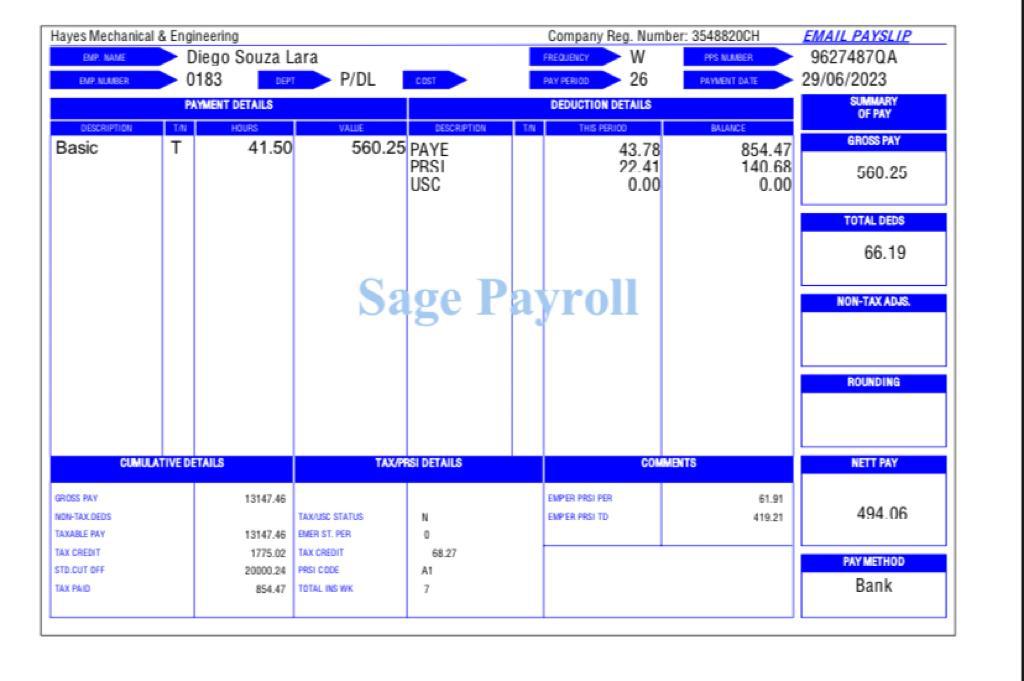 Hayes Mechanical & Engineering Company Reg. Number: 3548820CH EMAIL PAYSLIP
EMP. NAME Diego Souza Lara FREQUENCY W PPS NUMBER 9627487QA
EMP.NUMBER 0183 DEPT P/DL COST PAY PERIOD 26 PAYMENT DATE 29/06/2023
PAYMENT DETAILS DEDUCTION DETAILS SUMMARY OF PAY
DESCRIPTION T/N HOURS VALUE DESCRIPTION T/N THIS PERIOD BALANCE
Basic T 41.50 560.25 PAYE 43.78 854.47
PRSI 22.41 140.68
USC 0.00 0.00
GROSS PAY
560.25
TOTAL DEDS
66.19
Sage Payroll
NON-TAX ADJS.
ROUNDING
CUMULATIVE DETAILS TAX/PRSI DETAILS COMMENTS NETT PAY
GROSS PAY 13147.46 EMP'ER PRSI PER 61.91
NON-TAX.DEDS TAX/USC STATUS N EMP'ER PRSI TD 419.21 494.06
TAXABLE PAY 13147.46 EMER ST. PER 0
TAX CREDIT 1775.02 TAX CREDIT 68.27
STD.CUT OFF 20000.24 PRSI CODE A1
TAX PAID 854.47 TOTAL INS WK 7
PAY METHOD
Bank